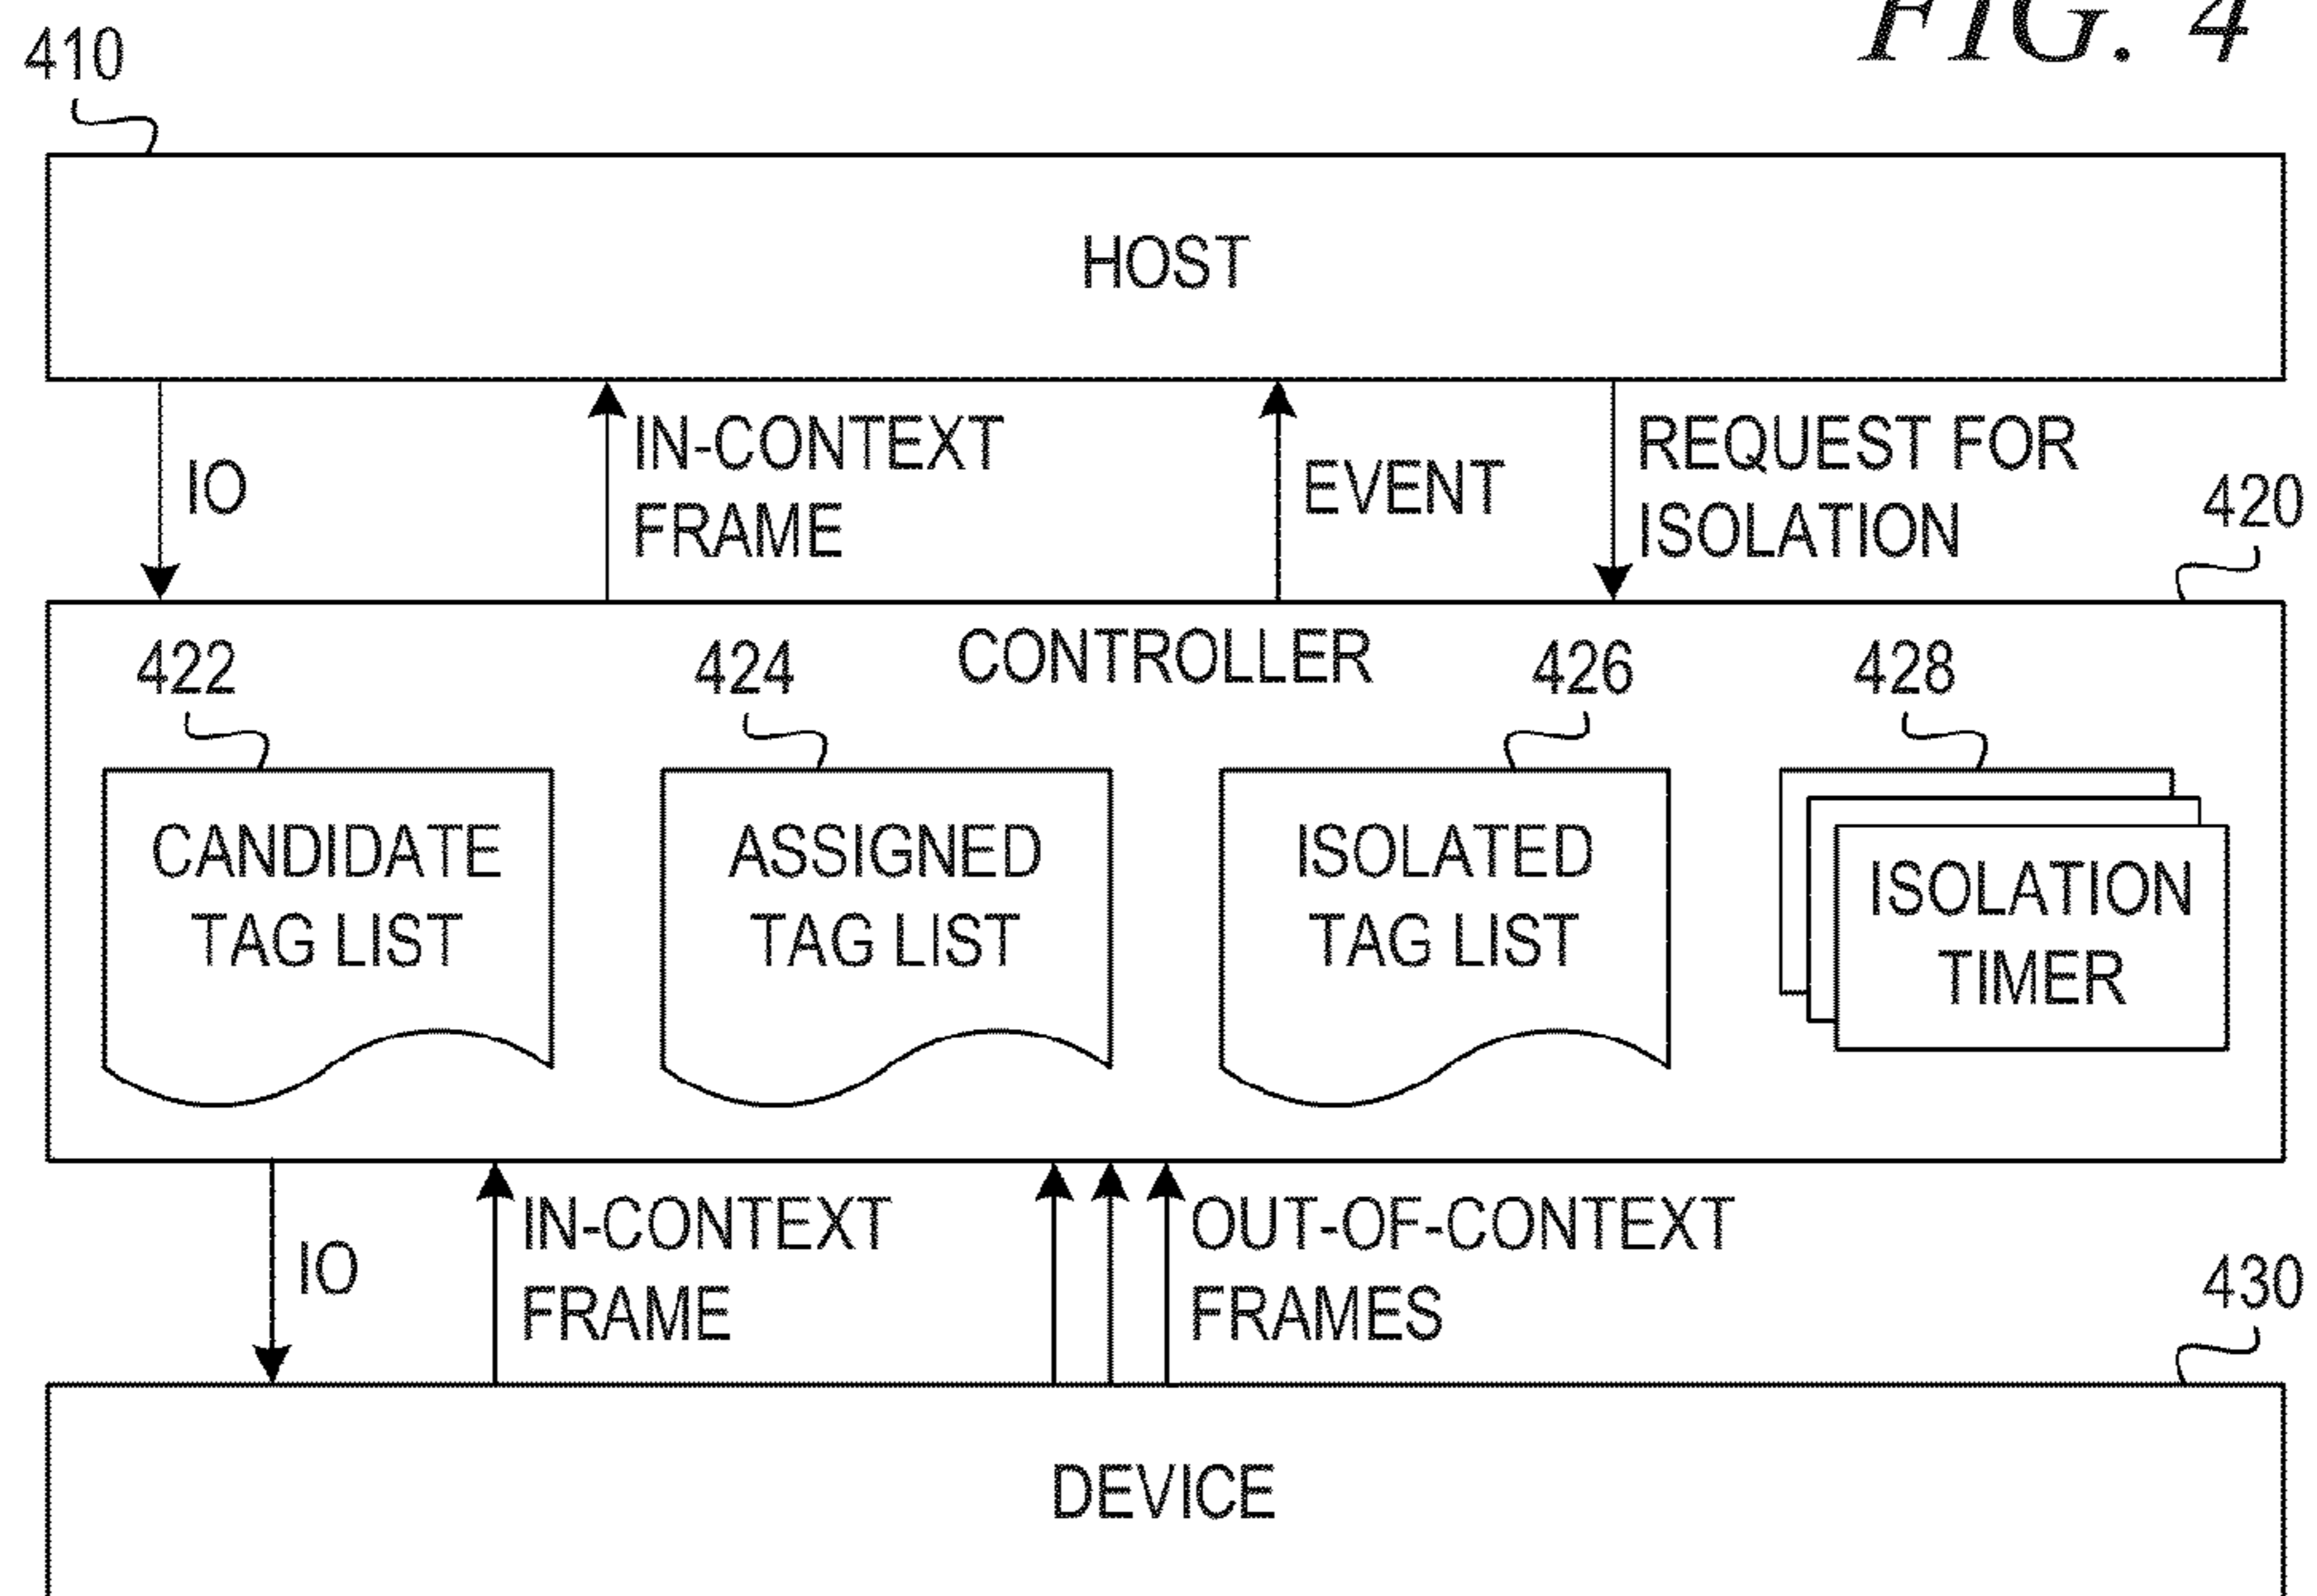 FIG. 4
410
HOST
IO
IN-CONTEXT
FRAME
EVENT
REQUEST FOR
ISOLATION
420
CONTROLLER
422
424
426
428
CANDIDATE
TAG LIST
ASSIGNED
TAG LIST
ISOLATED
TAG LIST
ISOLATION
TIMER
IO
IN-CONTEXT
FRAME
OUT-OF-CONTEXT
FRAMES
430
DEVICE